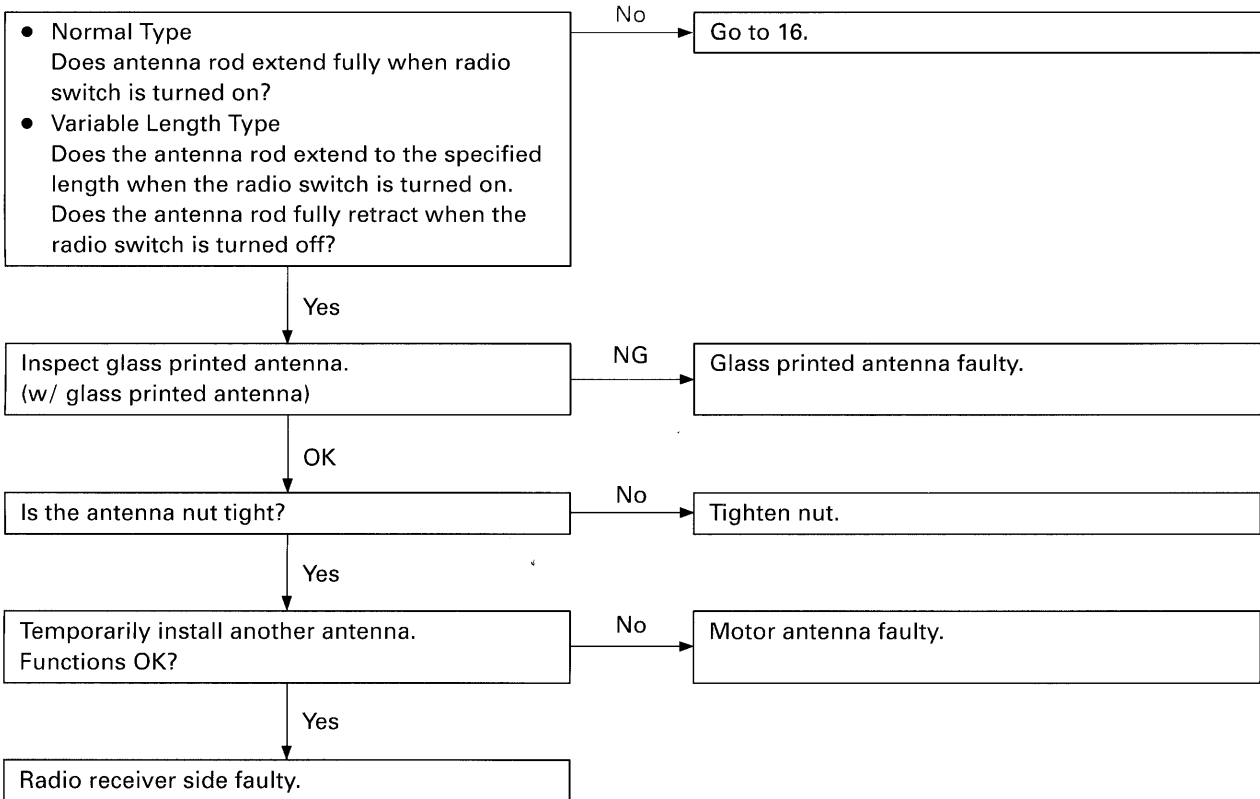 ● Normal Type
Does antenna rod extend fully when radio
switch is turned on?
● Variable Length Type
Does the antenna rod extend to the specified
length when the radio switch is turned on.
Does the antenna rod fully retract when the
radio switch is turned off?
No
Go to 16.
Yes
Inspect glass printed antenna.
(w/ glass printed antenna)
NG
Glass printed antenna faulty.
OK
Is the antenna nut tight?
No
Tighten nut.
Yes
Temporarily install another antenna.
Functions OK?
No
Motor antenna faulty.
Yes
Radio receiver side faulty.